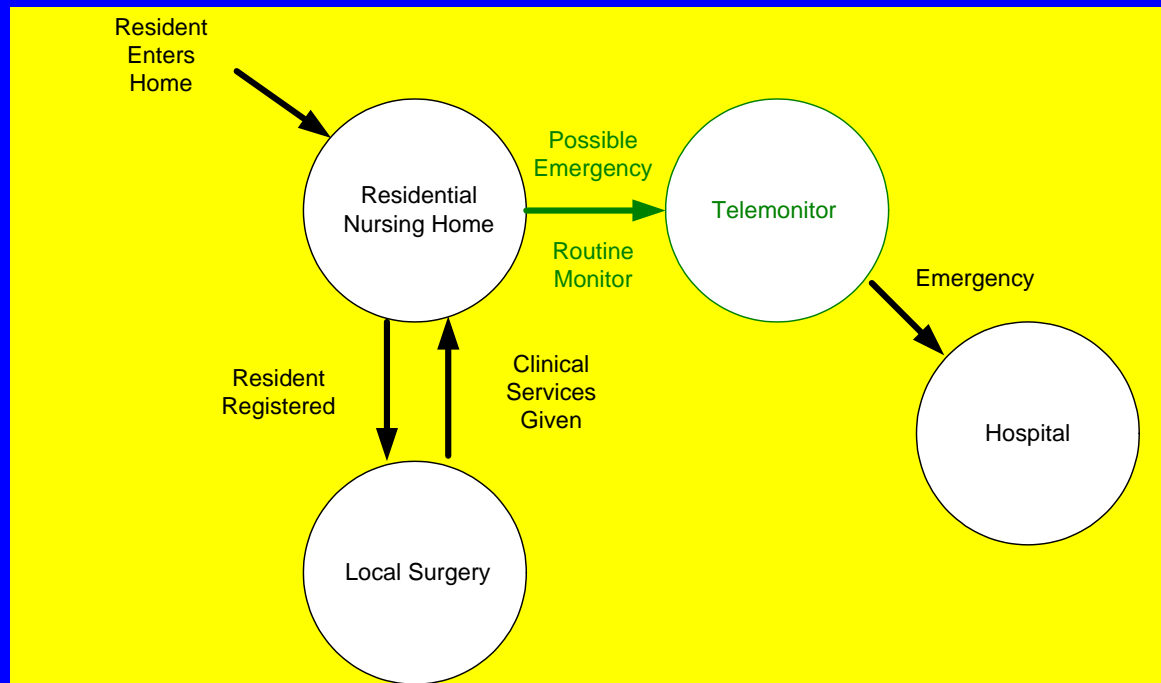 Resident
Enters
Home
Residential
Nursing Home
Possible
Emergency
Routine
Monitor
Telemonitor
Emergency
Hospital
Resident
Registered
Clinical
Services
Given
Local Surgery